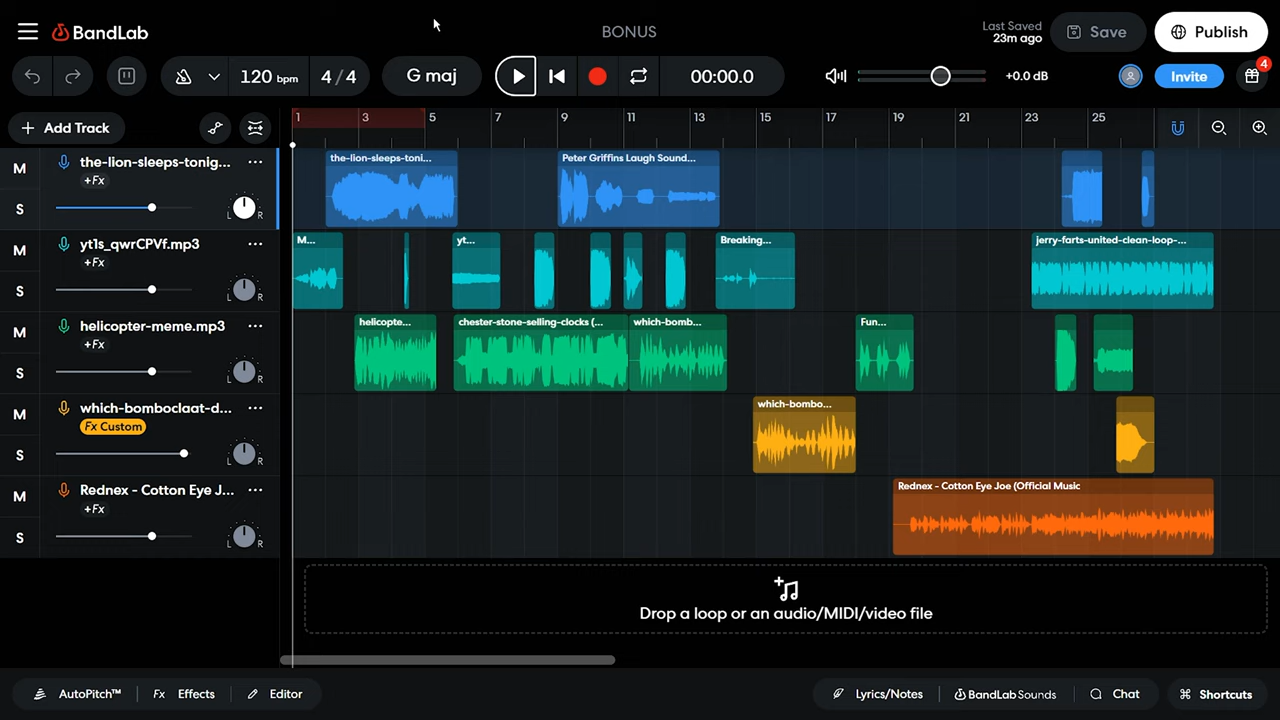 BandLab
BONUS
Last Saved
23m ago
Save
Publish
120 bpm
4/4
G maj
00:00.0
+0.0 dB
Invite
4
Add Track
1 3 5 7 9 11 13 15 17 19 21 23 25
M
S
the-lion-sleeps-tonig...
+Fx
L R
the-lion-sleeps-toni...
Peter Griffins Laugh Sound...
M
S
yt1s_qwrCPVf.mp3
+Fx
L R
M...
yt...
Breaking...
jerry-farts-united-clean-loop-...
M
S
helicopter-meme.mp3
+Fx
L R
helicopte...
chester-stone-selling-clocks (...
which-bomb...
Fun...
M
S
which-bomboclaat-d...
Fx Custom
L R
which-bombo...
M
S
Rednex - Cotton Eye J...
+Fx
L R
Rednex - Cotton Eye Joe (Official Music
Drop a loop or an audio/MIDI/video file
AutoPitch™
Fx Effects
Editor
Lyrics/Notes
BandLab Sounds
Chat
Shortcuts